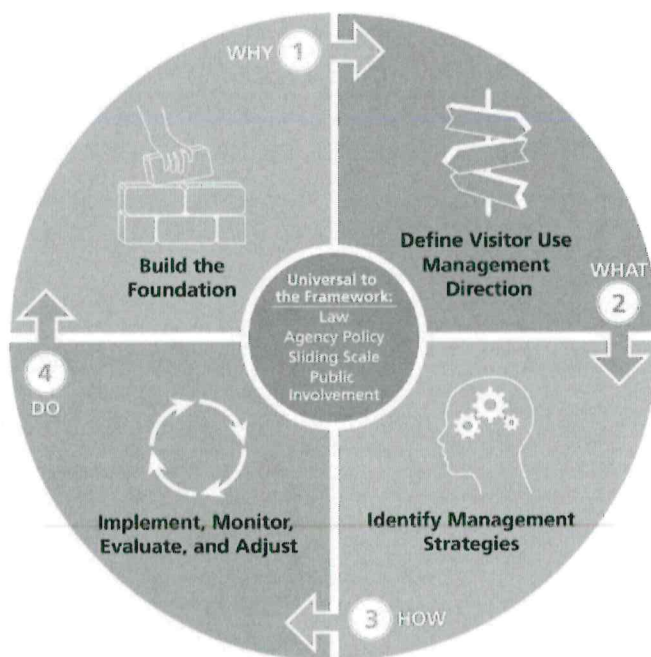 WHY 1
Build the
Foundation
Define Visitor Use
Management
Direction
WHAT
2
Universal to
the Framework:
Law
Agency Policy
Sliding Scale
Public
Involvement
4
DO
Implement, Monitor,
Evaluate, and Adjust
Identify Management
Strategies
3 HOW